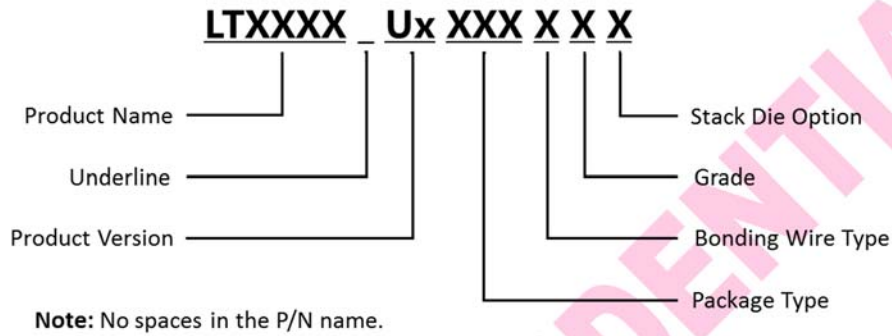 LTXXXX _ Ux XXX X X X
Product Name
Stack Die Option
Underline
Grade
Product Version
Bonding Wire Type
Package Type
Note: No spaces in the P/N name.
DENTIA